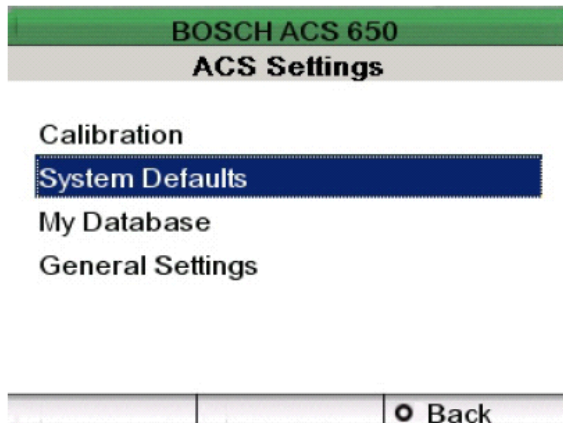 BOSCH ACS 650
ACS Settings
Calibration
System Defaults
My Database
General Settings
Back